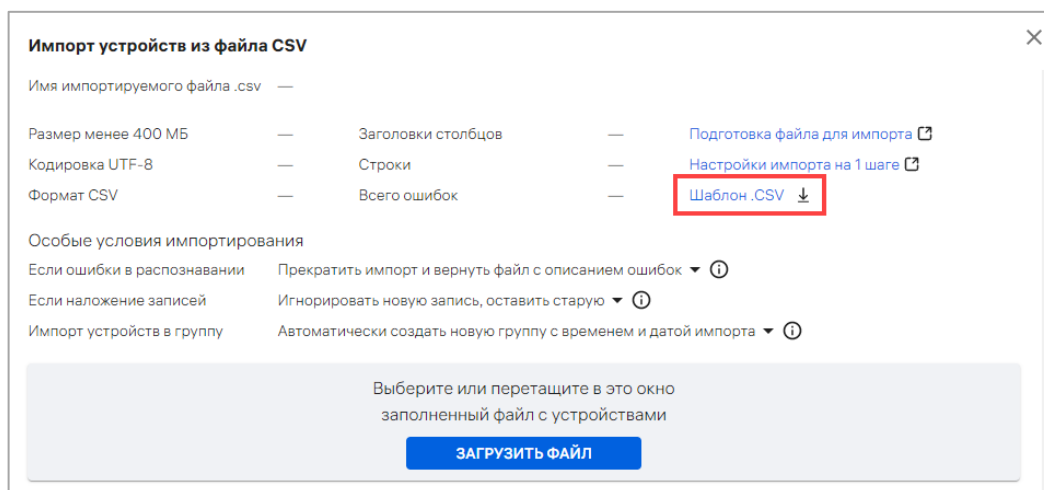 Импорт устройств из файла CSV
Имя импортируемого файла .csv —
Размер менее 400 МБ — Заголовки столбцов — Подготовка файла для импорта
Кодировка UTF-8 — Строки — Настройки импорта на 1 шаге
Формат CSV — Всего ошибок — Шаблон .CSV
Особые условия импортирования
Если ошибки в распознавании Прекратить импорт и вернуть файл с описанием ошибок
Если наложение записей Игнорировать новую запись, оставить старую
Импорт устройств в группу Автоматически создать новую группу с временем и датой импорта
Выберите или перетащите в это окно
заполненный файл с устройствами
ЗАГРУЗИТЬ ФАЙЛ